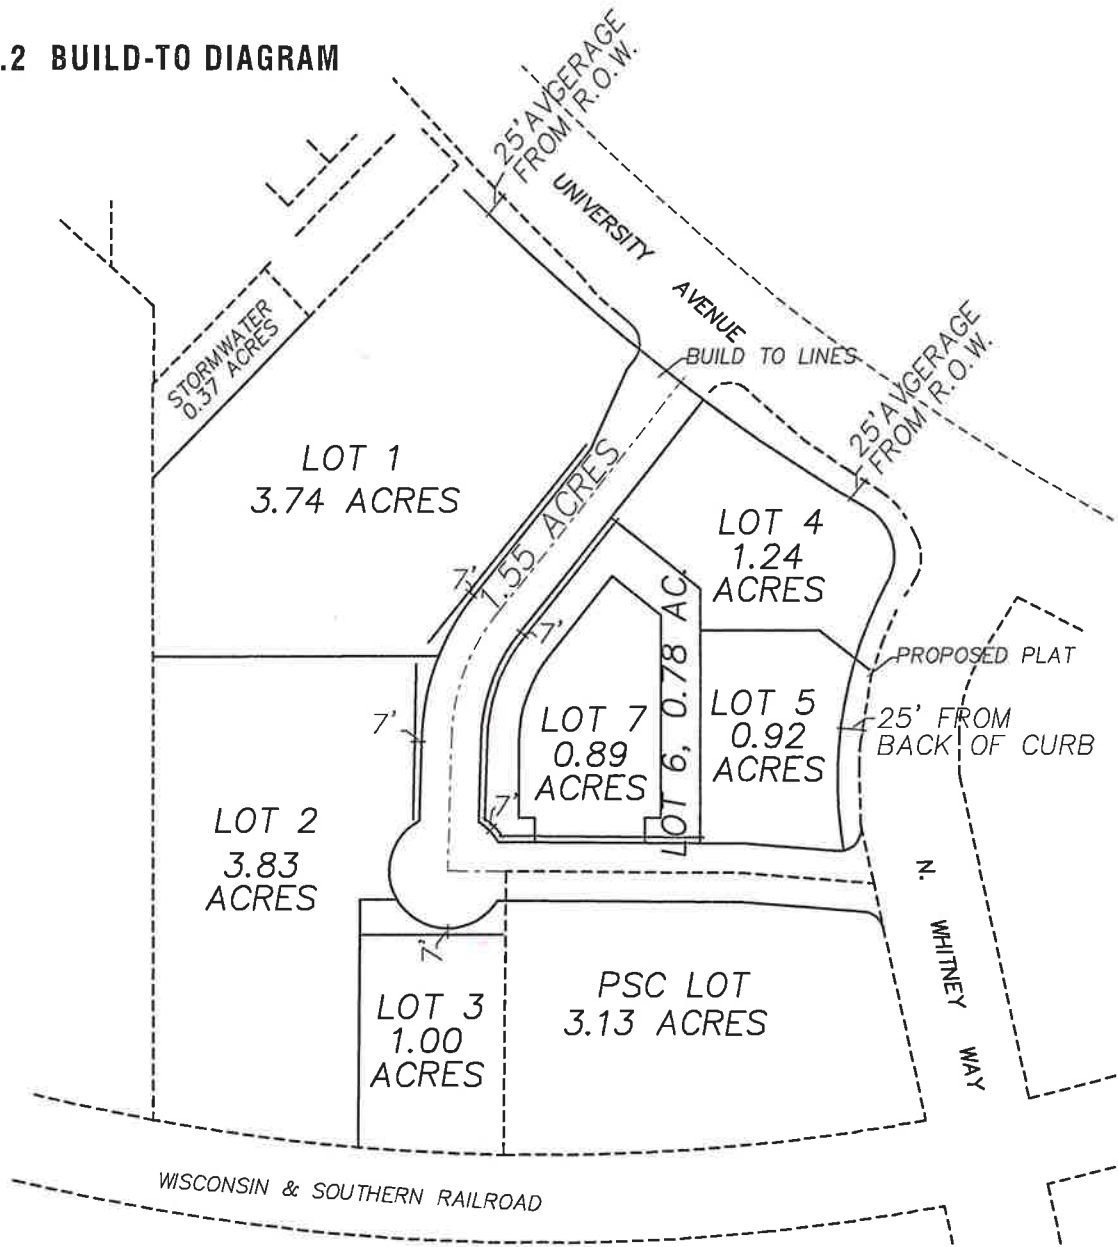 .2 BUILD-TO DIAGRAM
25'AVGERAGE
FROM R.O.W.
UNIVERSITY AVENUE
BUILD TO LINES
25'AVGERAGE
FROM R.O.W.
STORMWATER
0.37 ACRES
LOT 1
3.74 ACRES
1.55 ACRES
LOT 4
1.24
ACRES
7'
7'
LOT 6, 0.78 AC.
PROPOSED PLAT
LOT 5
0.92
ACRES
25' FROM
BACK OF CURB
7'
LOT 7
0.89
ACRES
7'
LOT 2
3.83
ACRES
N. WHITNEY WAY
7'
LOT 3
1.00
ACRES
PSC LOT
3.13 ACRES
WISCONSIN & SOUTHERN RAILROAD